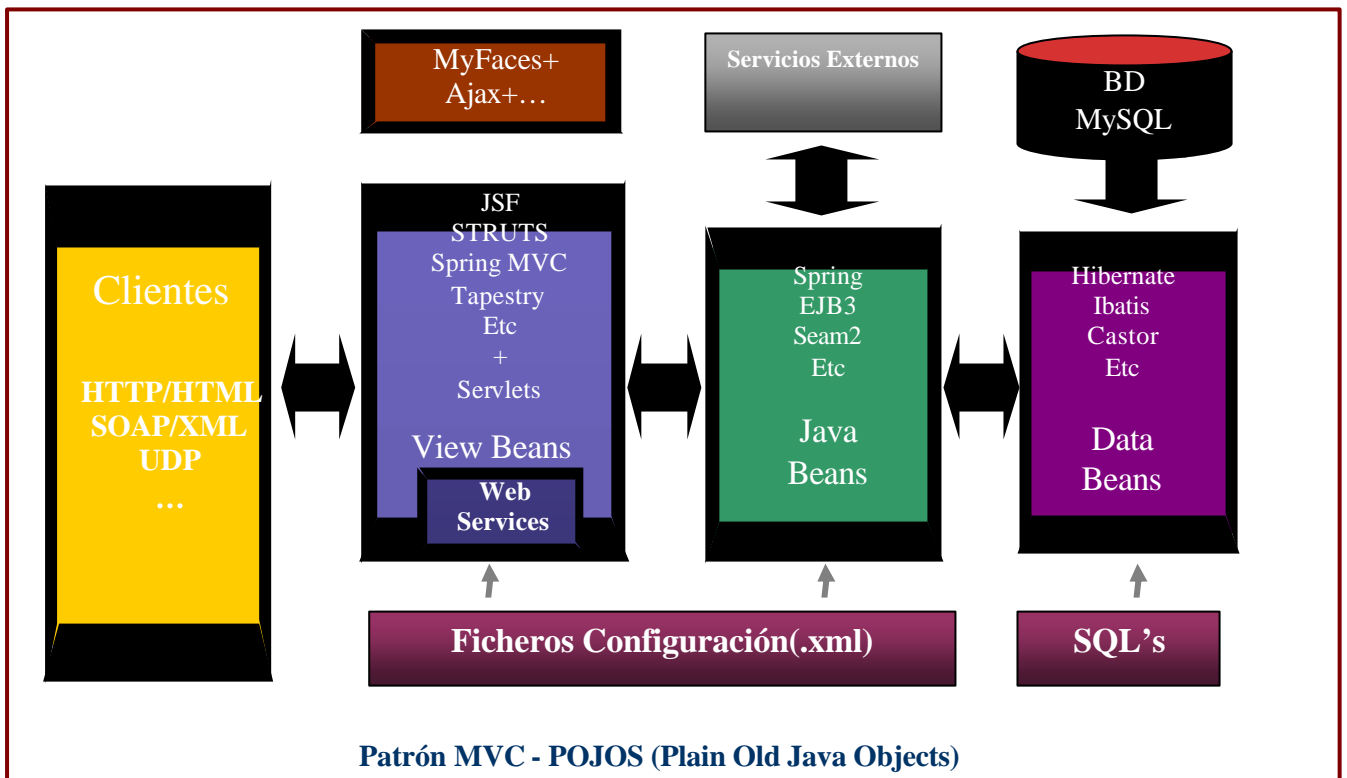 MyFaces+
Ajax+…
Servicios Externos
BD
MySQL
Clientes
HTTP/HTML
SOAP/XML
UDP
…
JSF
STRUTS
Spring MVC
Tapestry
Etc
+
Servlets
View Beans
Web
Services
Spring
EJB3
Seam2
Etc
Java
Beans
Hibernate
Ibatis
Castor
Etc
Data
Beans
Ficheros Configuración(.xml)
SQL’s
Patrón MVC - POJOS (Plain Old Java Objects)